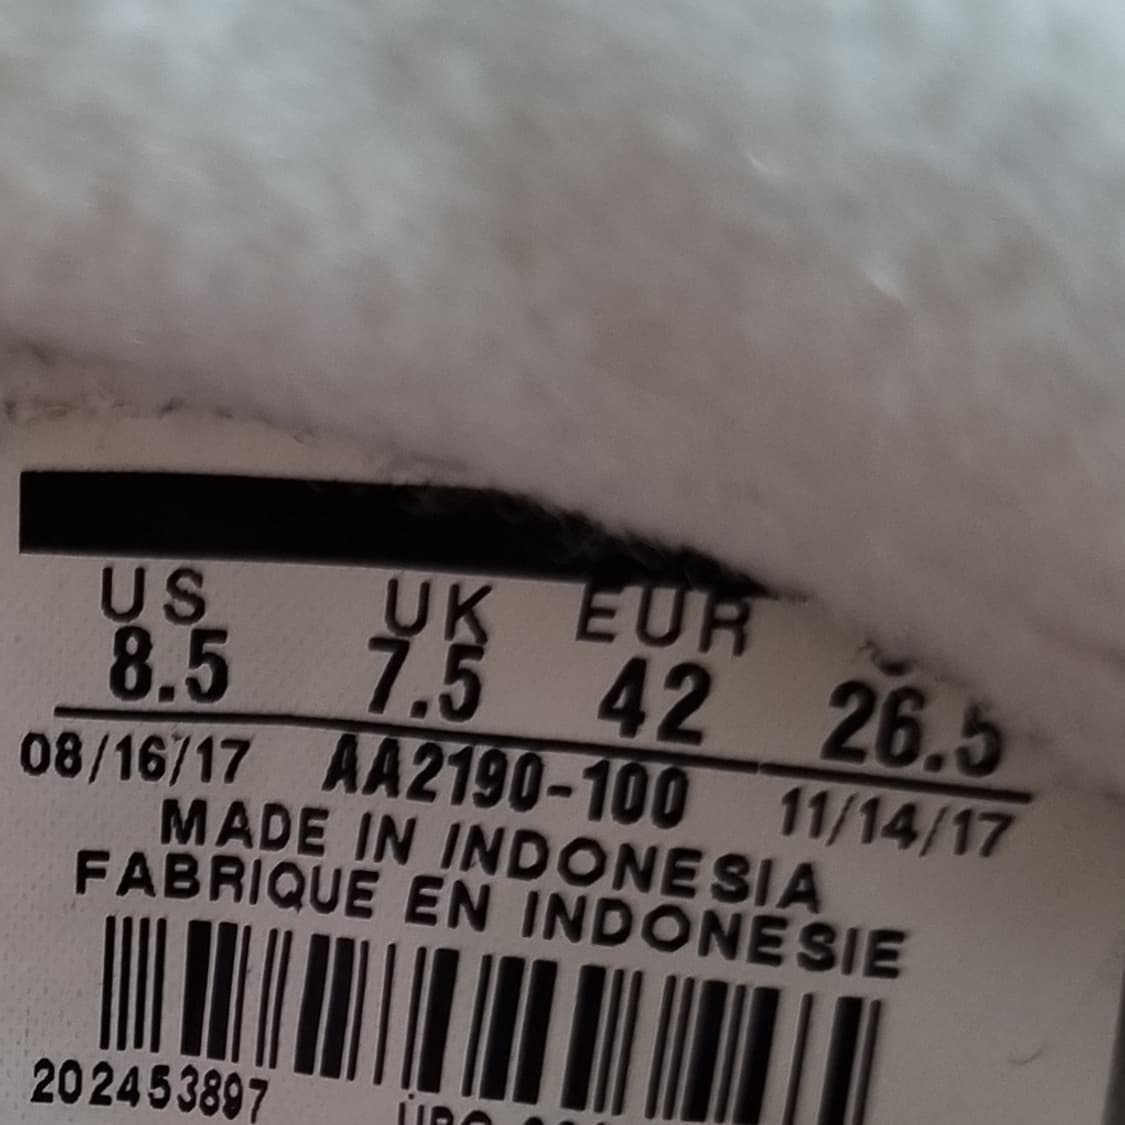 US UK EUR
8.5 7.5 42 26.5
08/16/17 AA2190-100 11/14/17
MADE IN INDONESIA
FABRIQUE EN INDONESIE
202453897